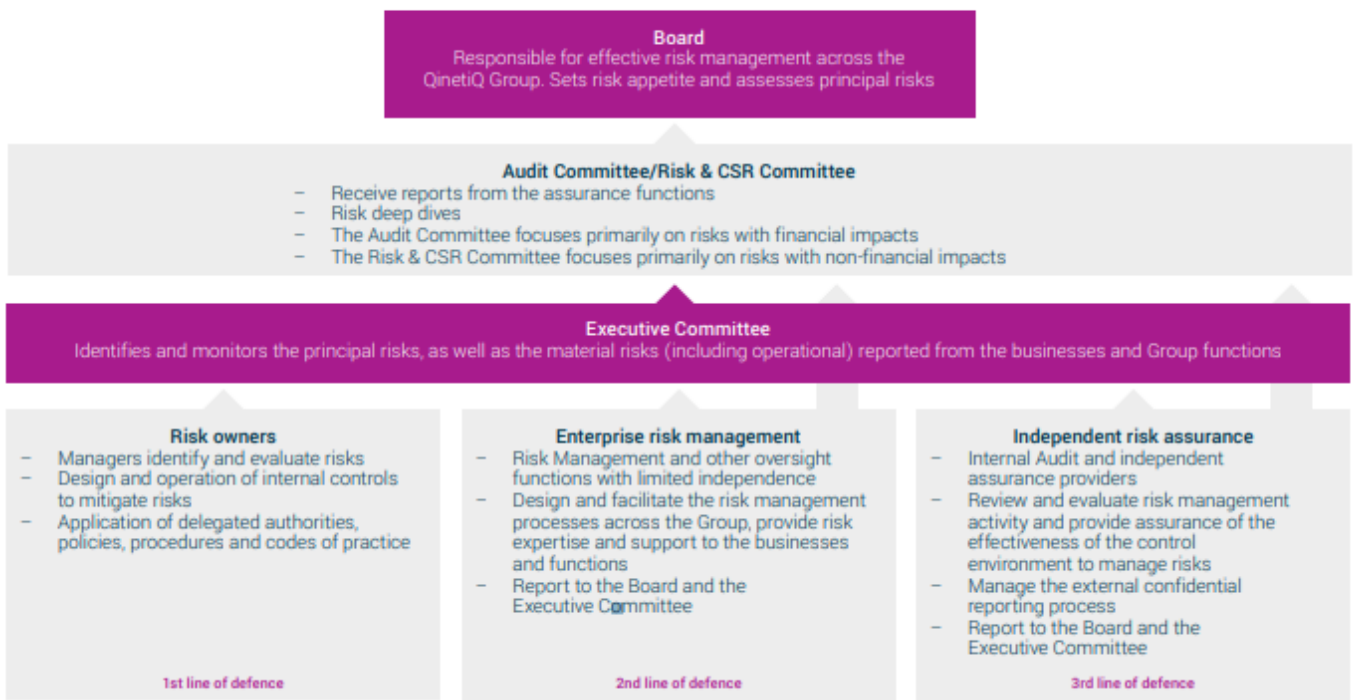 Board
Responsible for effective risk management across the
QinetiQ Group. Sets risk appetite and assesses principal risks
Audit Committee/Risk & CSR Committee
– Receive reports from the assurance functions
– Risk deep dives
– The Audit Committee focuses primarily on risks with financial impacts
– The Risk & CSR Committee focuses primarily on risks with non-financial impacts
Executive Committee
Identifies and monitors the principal risks, as well as the material risks (including operational) reported from the businesses and Group functions
Risk owners
– Managers identify and evaluate risks
– Design and operation of internal controls
to mitigate risks
– Application of delegated authorities,
policies, procedures and codes of practice
1st line of defence
Enterprise risk management
– Risk Management and other oversight
functions with limited independence
– Design and facilitate the risk management
processes across the Group, provide risk
expertise and support to the businesses
and functions
– Report to the Board and the
Executive Committee
2nd line of defence
Independent risk assurance
– Internal Audit and independent
assurance providers
– Review and evaluate risk management
activity and provide assurance of the
effectiveness of the control
environment to manage risks
– Manage the external confidential
reporting process
– Report to the Board and the
Executive Committee
3rd line of defence